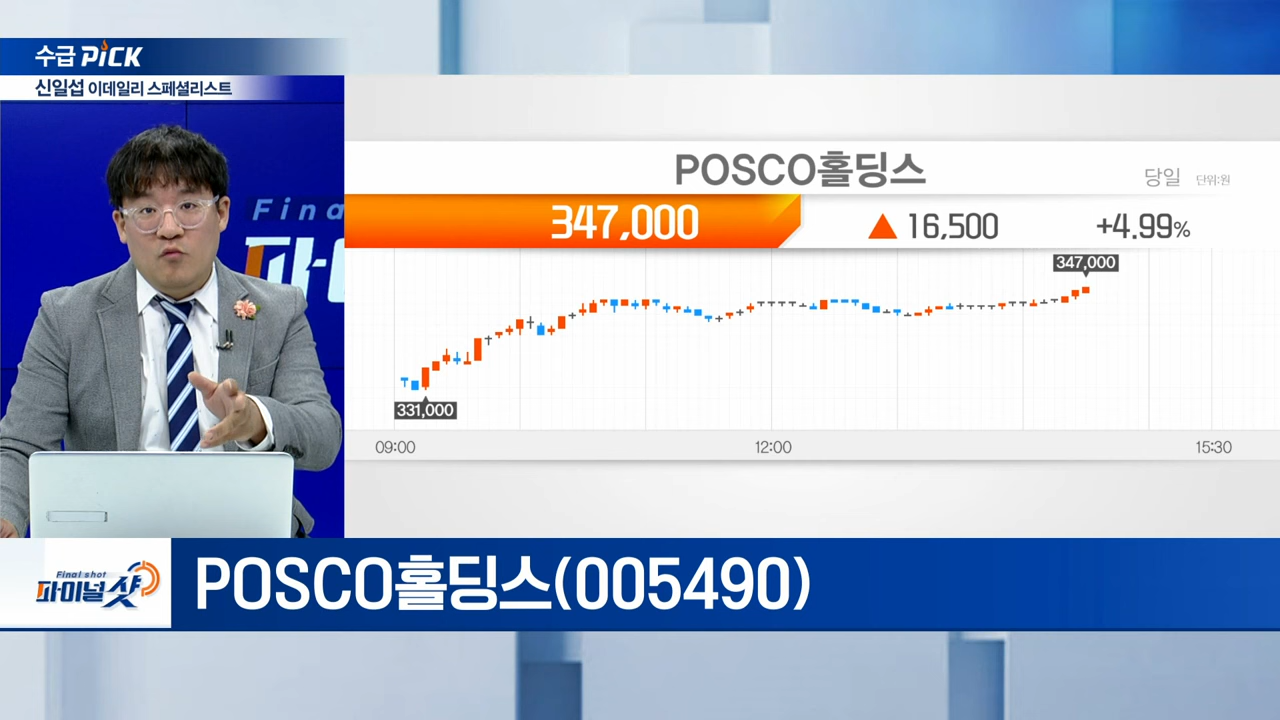 수급 PiCK
신일섭 이데일리 스페셜리스트
Fina
파이
POSCO홀딩스
당일 단위:원
347,000 ▲ 16,500 +4.99%
347,000
331,000
09:00 12:00 15:30
Final shot
파이널샷
POSCO홀딩스(005490)